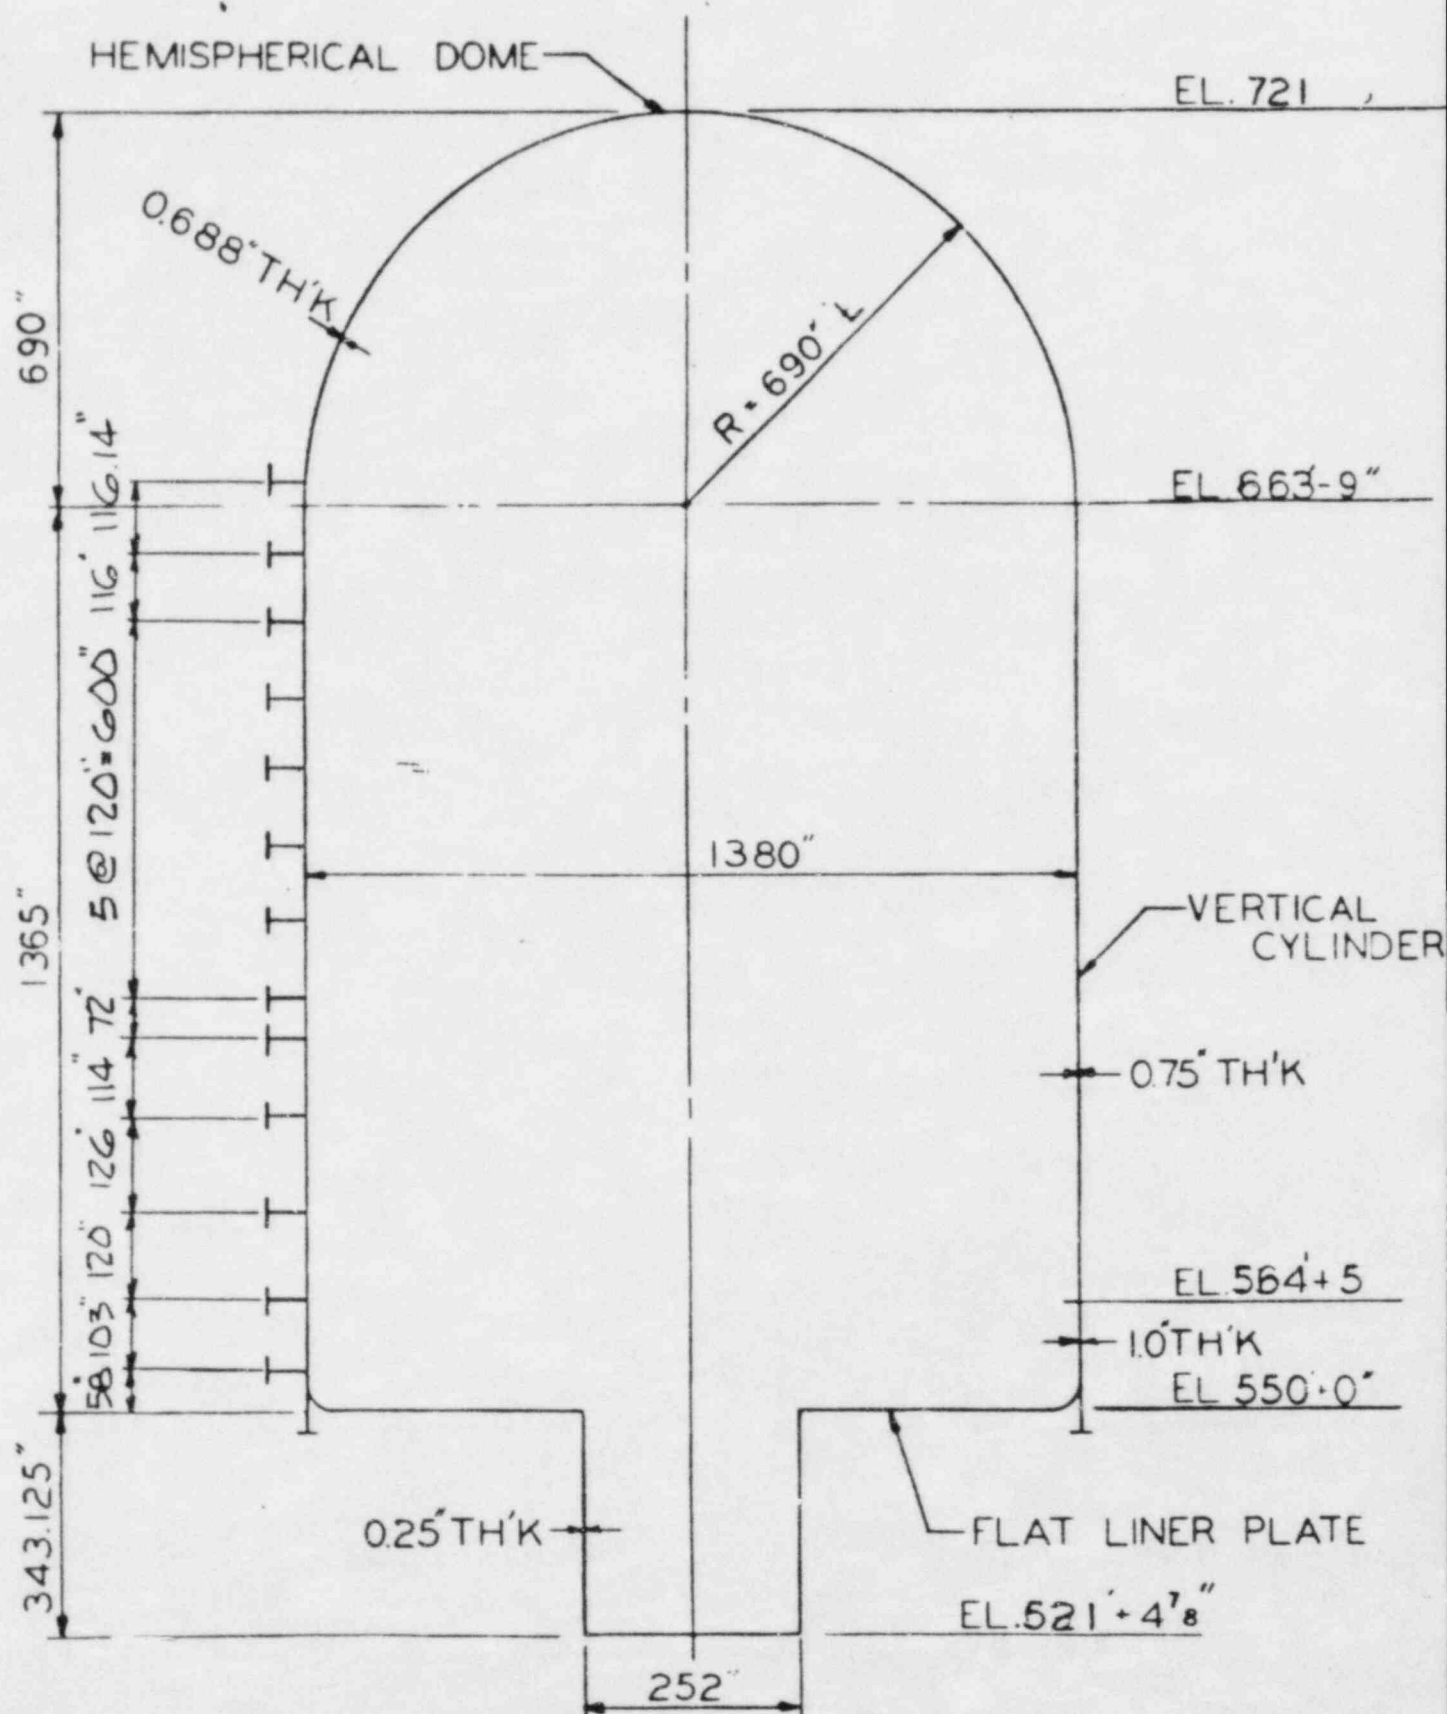 HEMISPHERICAL DOME
EL. 721
0.688" TH'K
690"
R = 690" ℄
116.14"
EL 663'-9"
116"
5 @ 120" = 600"
1380"
1365"
VERTICAL
CYLINDER
72"
0.75" TH'K
114"
126"
120"
EL. 564'+5
103"
1.0" TH'K
58"
EL 550'+0"
343.125"
0.25" TH'K
FLAT LINER PLATE
EL. 521'+4⅞"
252"